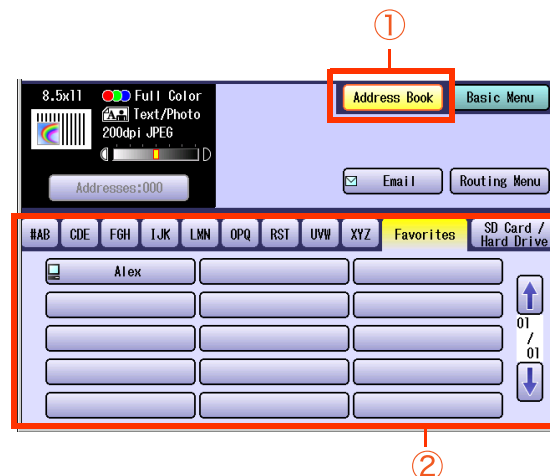 ①
8.5x11 Full Color
Text/Photo
200dpi JPEG
D
Addresses:000
Address Book
Basic Menu
Email
Routing Menu
#AB CDE FGH IJK LMN OPQ RST UVW XYZ Favorites SD Card / Hard Drive
Alex
01
/
01
②